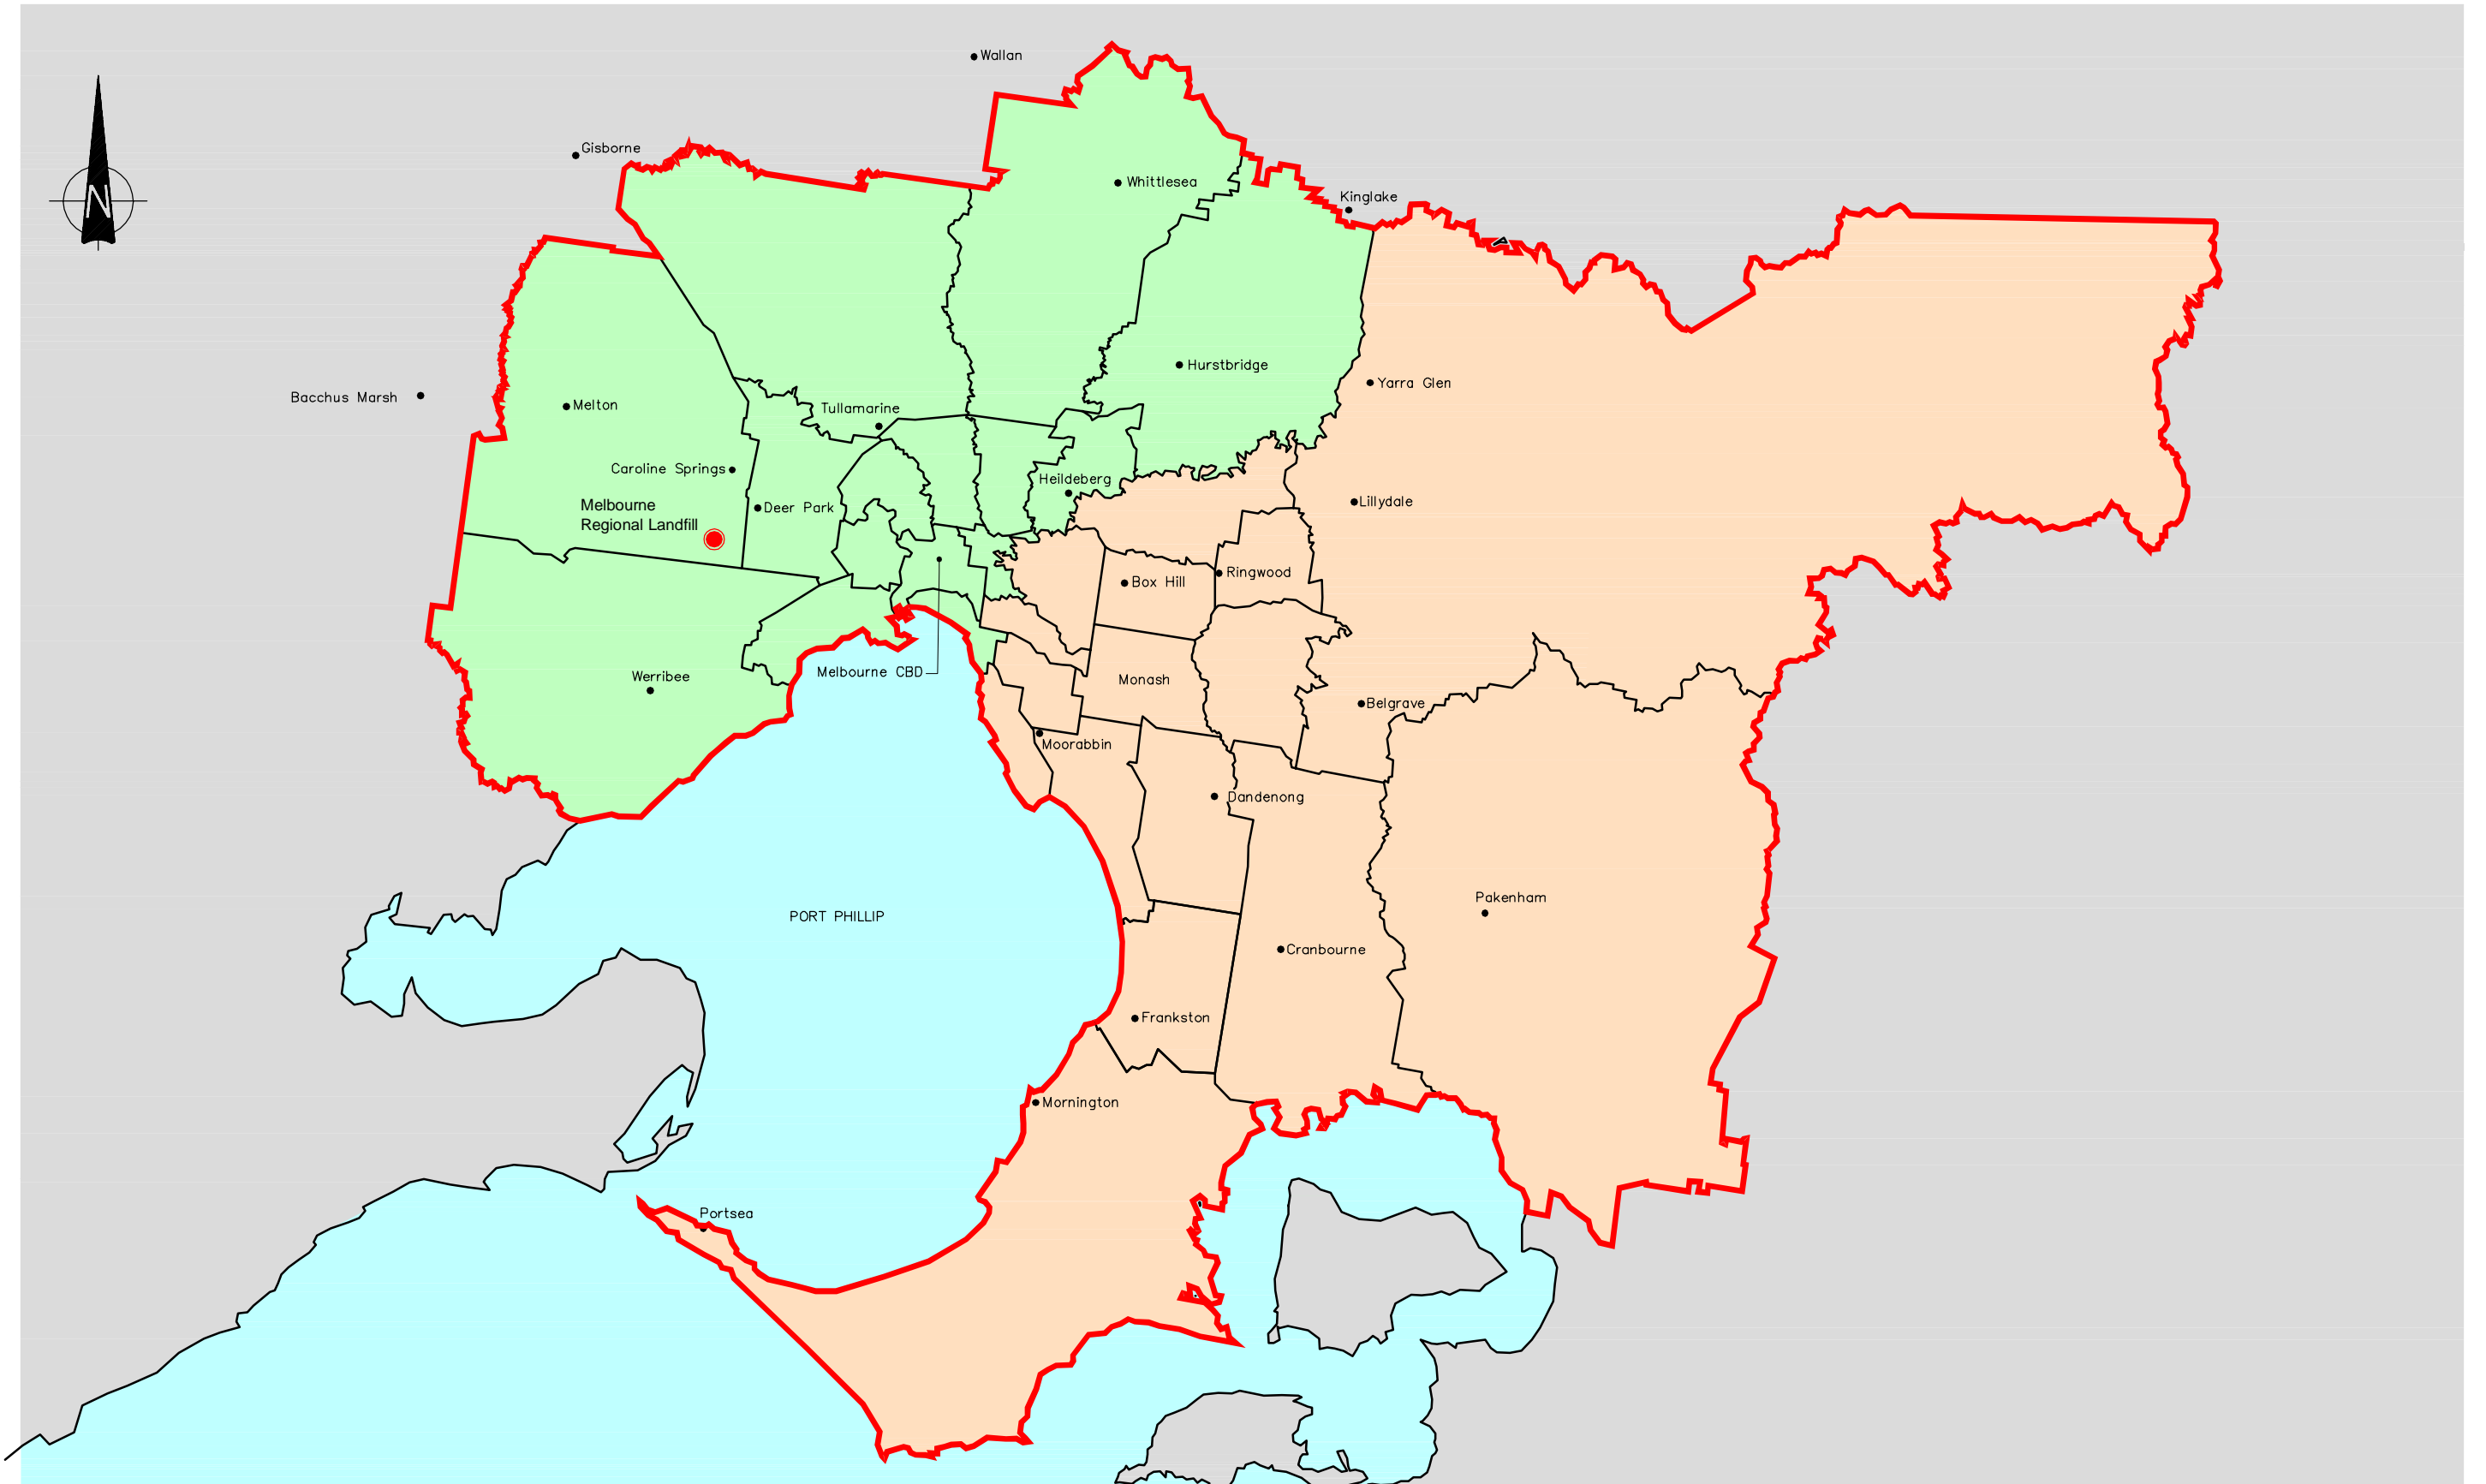 Wallan
Gisborne
Whittlesea
Kinglake
N
Hurstbridge
Yarra Glen
Bacchus Marsh
Melton
Tullamarine
Caroline Springs
Heildeberg
Melbourne
Regional Landfill
Deer Park
Lillydale
Box Hill
Ringwood
Werribee
Melbourne CBD
Monash
Belgrave
Moorabbin
Dandenong
Pakenham
PORT PHILLIP
Cranbourne
Frankston
Mornington
Portsea